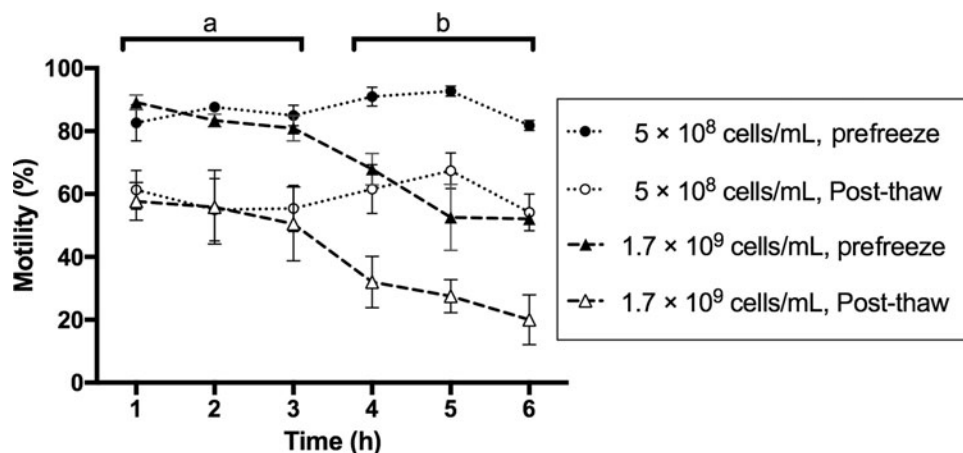 a
b
100
80
60
40
20
0
Motility (%)
1 2 3 4 5 6
Time (h)
5 × 10⁸ cells/mL, prefreeze
5 × 10⁸ cells/mL, Post-thaw
1.7 × 10⁹ cells/mL, prefreeze
1.7 × 10⁹ cells/mL, Post-thaw